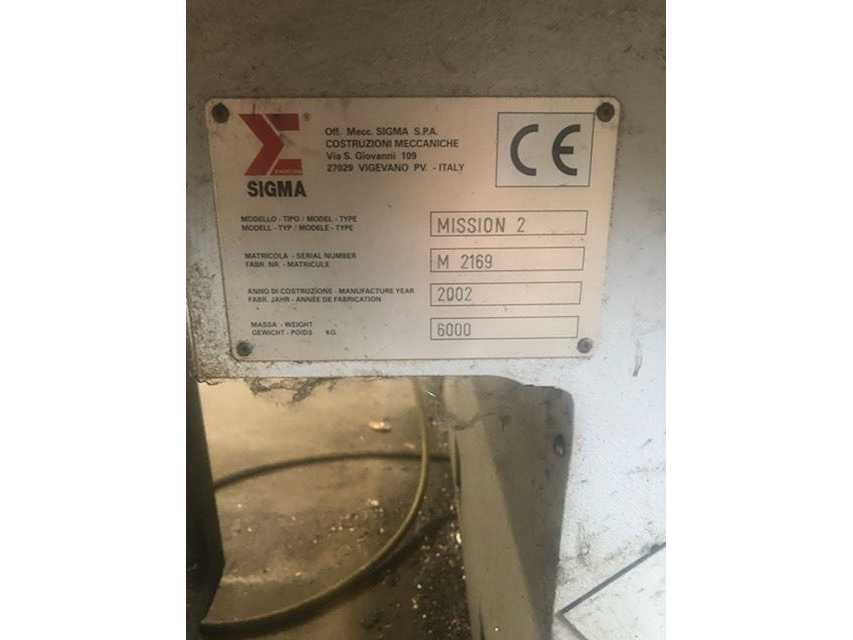 ®
SIGMA
Off. Mecc. SIGMA S.P.A.
COSTRUZIONI MECCANICHE
Via S. Giovanni 109
27029 VIGEVANO PV. - ITALY
CE
MODELLO - TIPO / MODEL - TYPE
MODELL - TYP / MODELE - TYPE
MISSION 2
MATRICOLA - SERIAL NUMBER
FABR. NR. - MATRICULE
M 2169
ANNO DI COSTRUZIONE - MANUFACTURE YEAR
FABR. JAHR - ANNÉE DE FABRICATION
2002
MASSA - WEIGHT
GEWICHT - POIDS KG.
6000